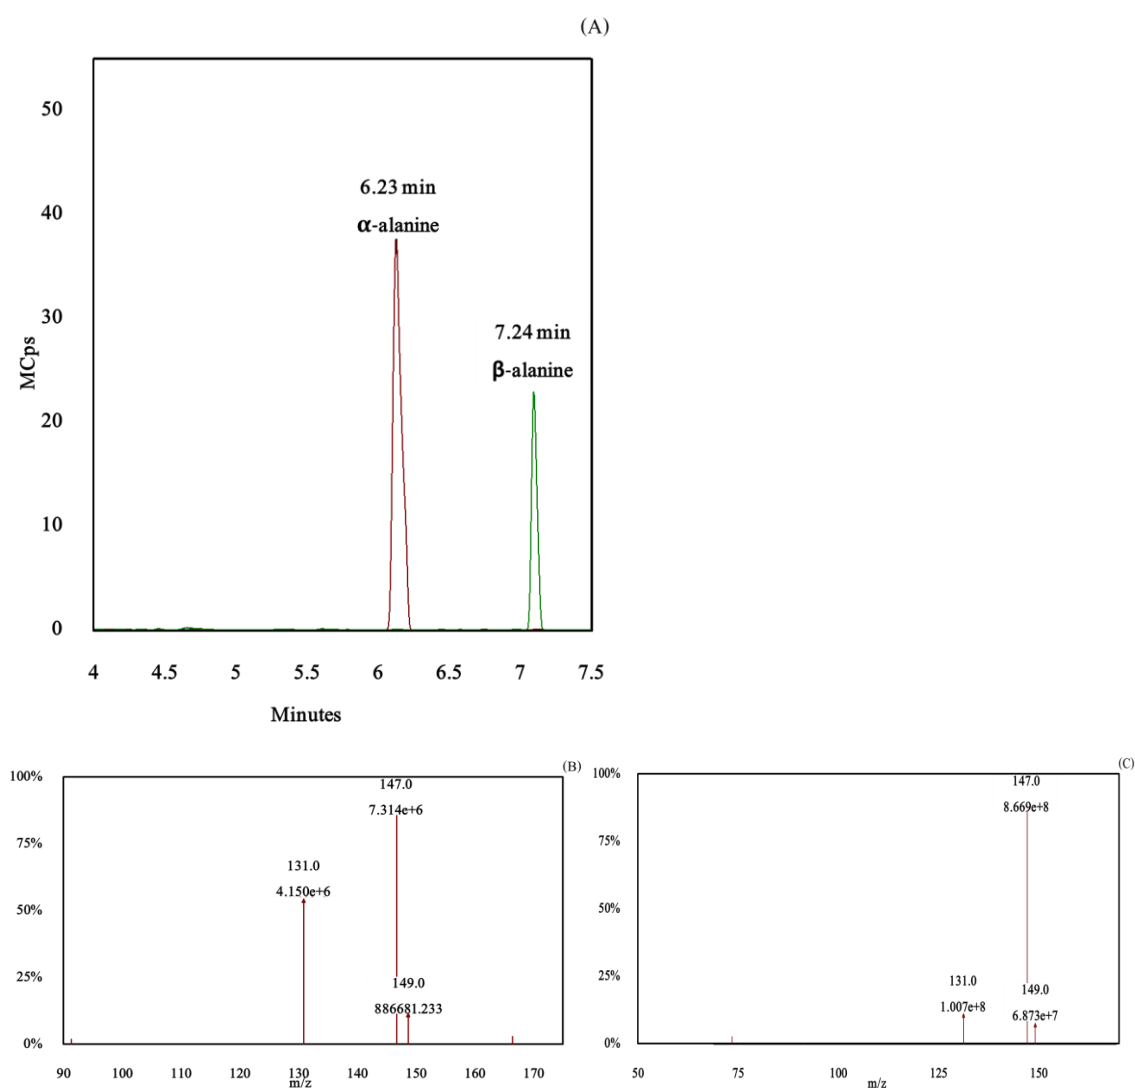 (A)
50
40
30
20
10
0
MCps
6.23 min
α-alanine
7.24 min
β-alanine
4 4.5 5 5.5 6 6.5 7 7.5
Minutes
(B)
100%
75%
50%
25%
0%
147.0
7.314e+6
131.0
4.150e+6
149.0
886681.233
90 100 110 120 130 140 150 160 170
m/z
(C)
100%
75%
50%
25%
0%
147.0
8.669e+8
131.0
1.007e+8
149.0
6.873e+7
50 75 100 125 150
m/z